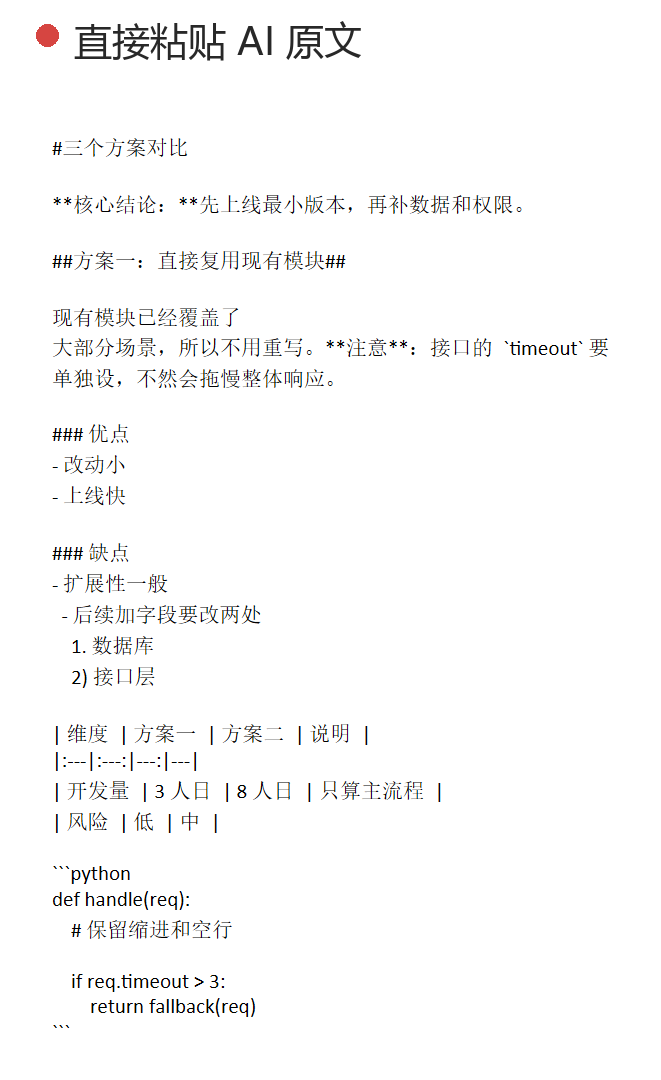 直接粘贴 AI 原文
#三个方案对比
**核心结论：**先上线最小版本，再补数据和权限。
##方案一：直接复用现有模块##
现有模块已经覆盖了
大部分场景，所以不用重写。**注意**：接口的 `timeout` 要
单独设，不然会拖慢整体响应。
### 优点
- 改动小
- 上线快
### 缺点
- 扩展性一般
  - 后续加字段要改两处
    1. 数据库
    2) 接口层
| 维度 | 方案一 | 方案二 | 说明 |
|:---|:---:|---:|---|
| 开发量 | 3 人日 | 8 人日 | 只算主流程 |
| 风险 | 低 | 中 |
```python
def handle(req):
    # 保留缩进和空行
    if req.timeout > 3:
        return fallback(req)
```